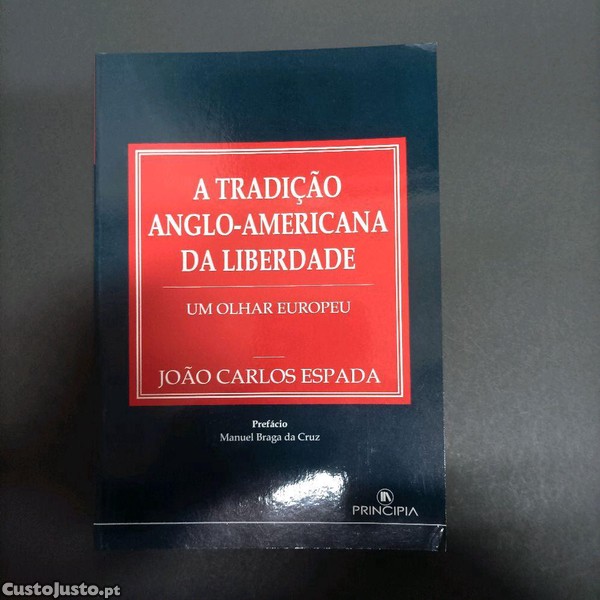 A TRADIÇÃO
ANGLO-AMERICANA
DA LIBERDADE
UM OLHAR EUROPEU
JOÃO CARLOS ESPADA
Prefácio
Manuel Braga da Cruz
PRINCIPIA
CustoJusto.pt